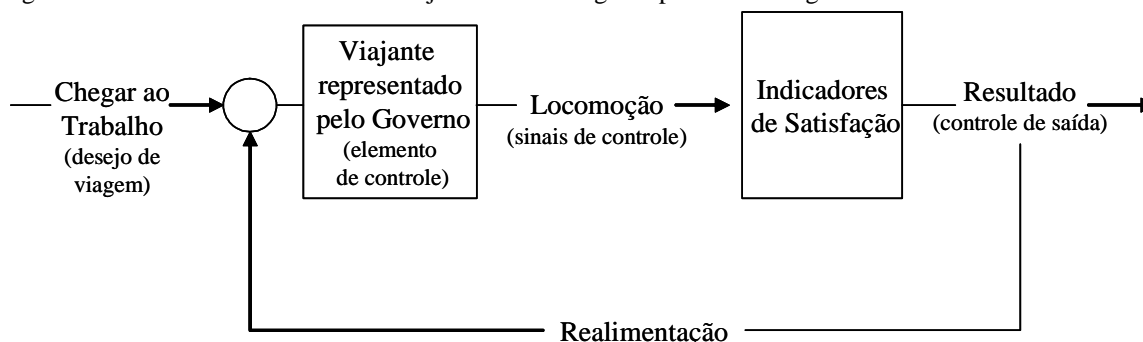 Chegar ao
Trabalho
(desejo de
viagem)
Viajante
representado
pelo Governo
(elemento
de controle)
Locomoção
(sinais de controle)
Indicadores
de Satisfação
Resultado
(controle de saída)
Realimentação